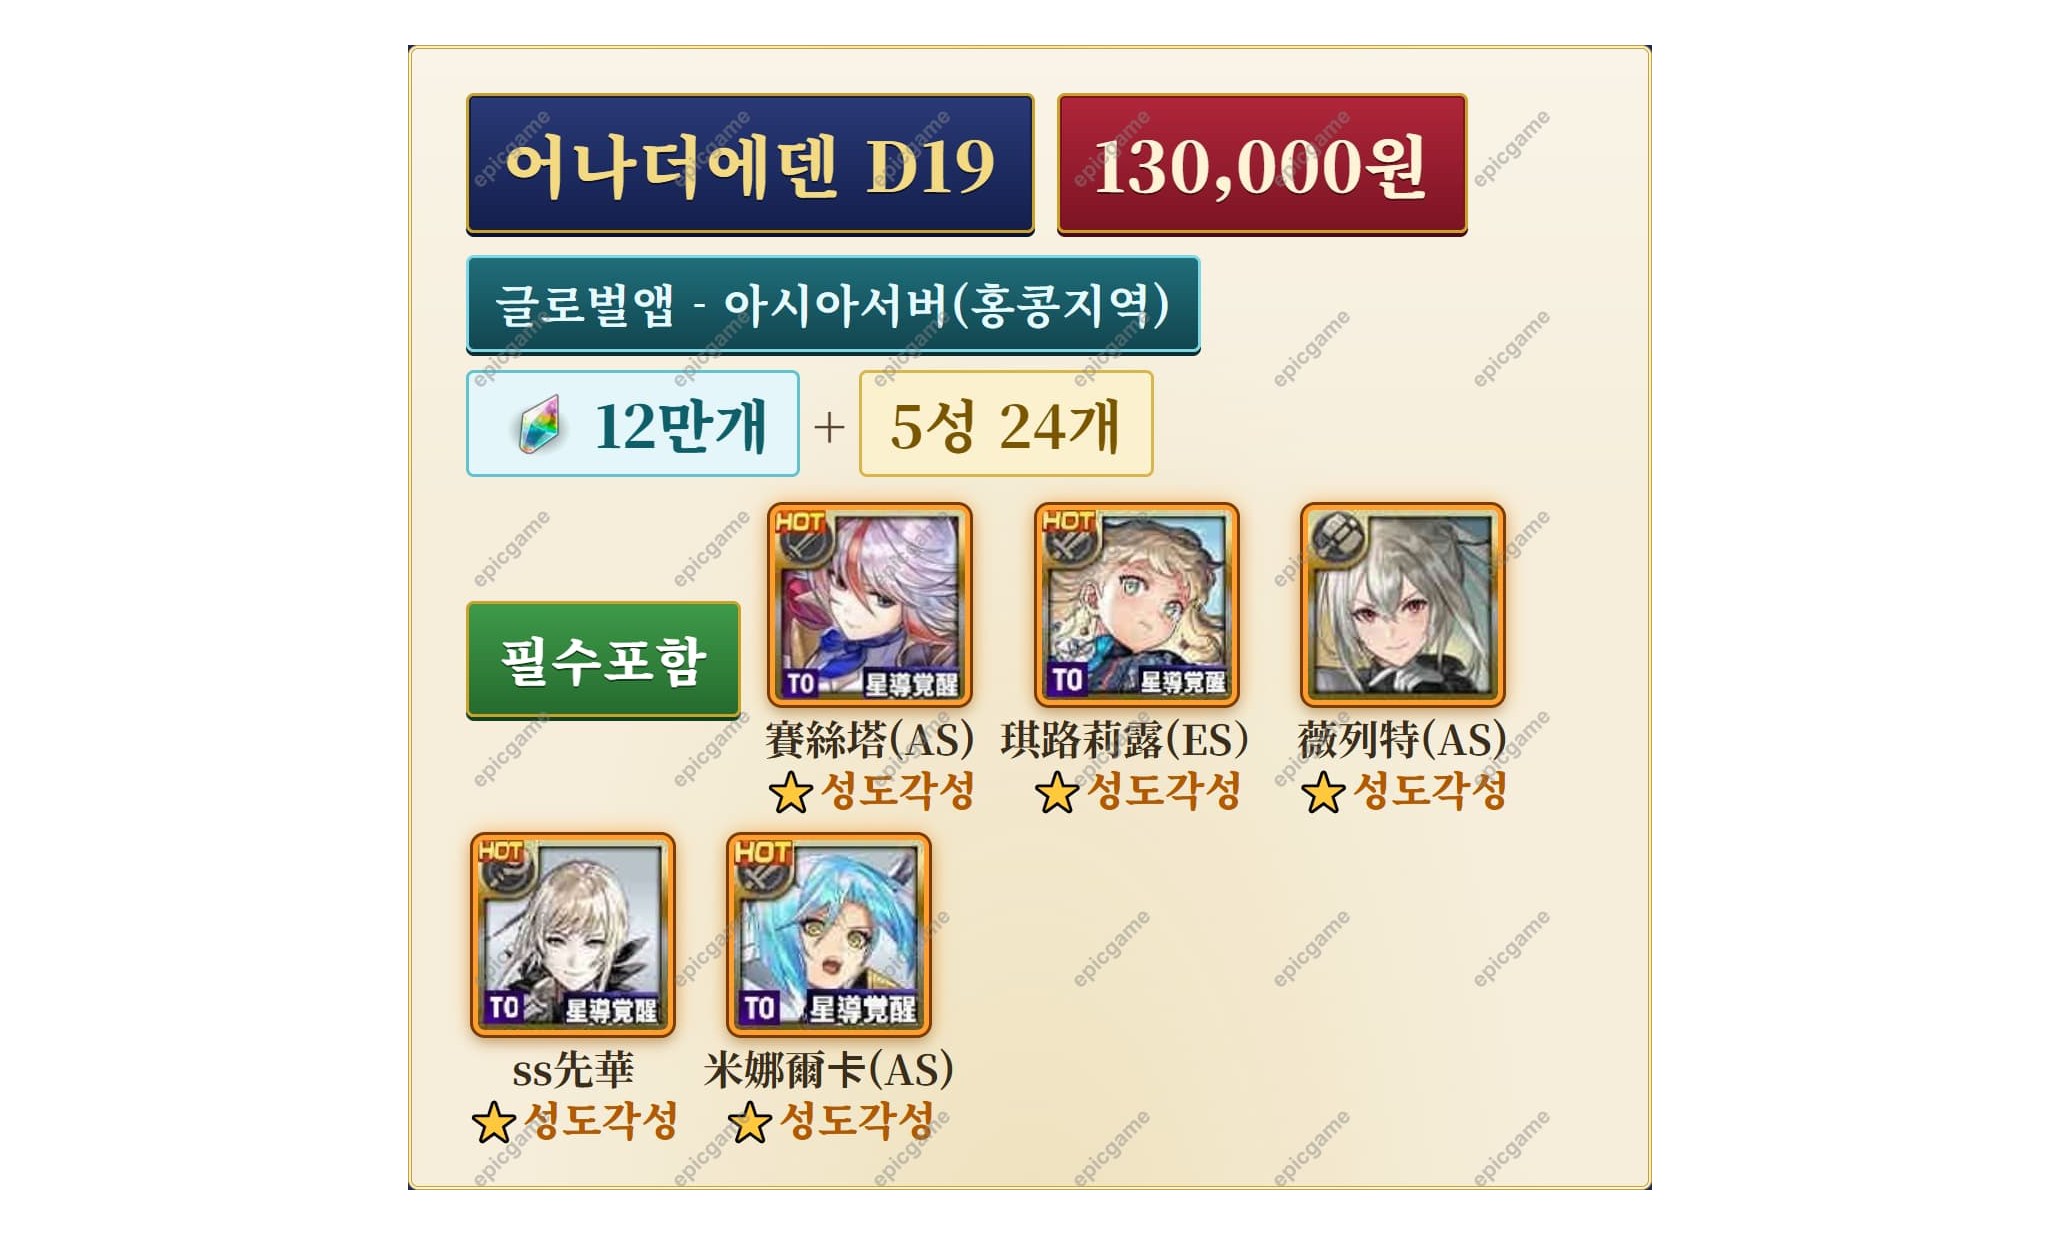 어나더에덴 D19
130,000원
글로벌앱 - 아시아서버(홍콩지역)
12만개 + 5성 24개
필수포함
HOT
TO 星導覚醒
賽絲塔(AS)
성도각성
HOT
TO 星導覚醒
琪路莉露(ES)
성도각성
薇列特(AS)
성도각성
HOT
TO 星導覚醒
ss先華
성도각성
HOT
TO 星導覚醒
米娜爾卡(AS)
성도각성
epicgame